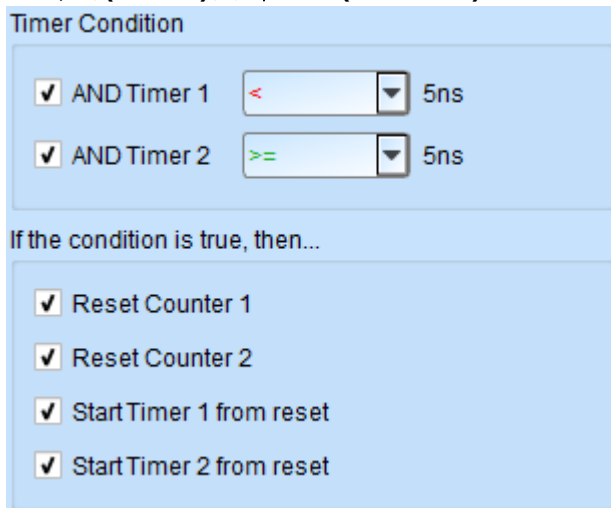 Timer Condition
AND Timer 1 < 5ns
AND Timer 2 >= 5ns
If the condition is true, then...
Reset Counter 1
Reset Counter 2
Start Timer 1 from reset
Start Timer 2 from reset